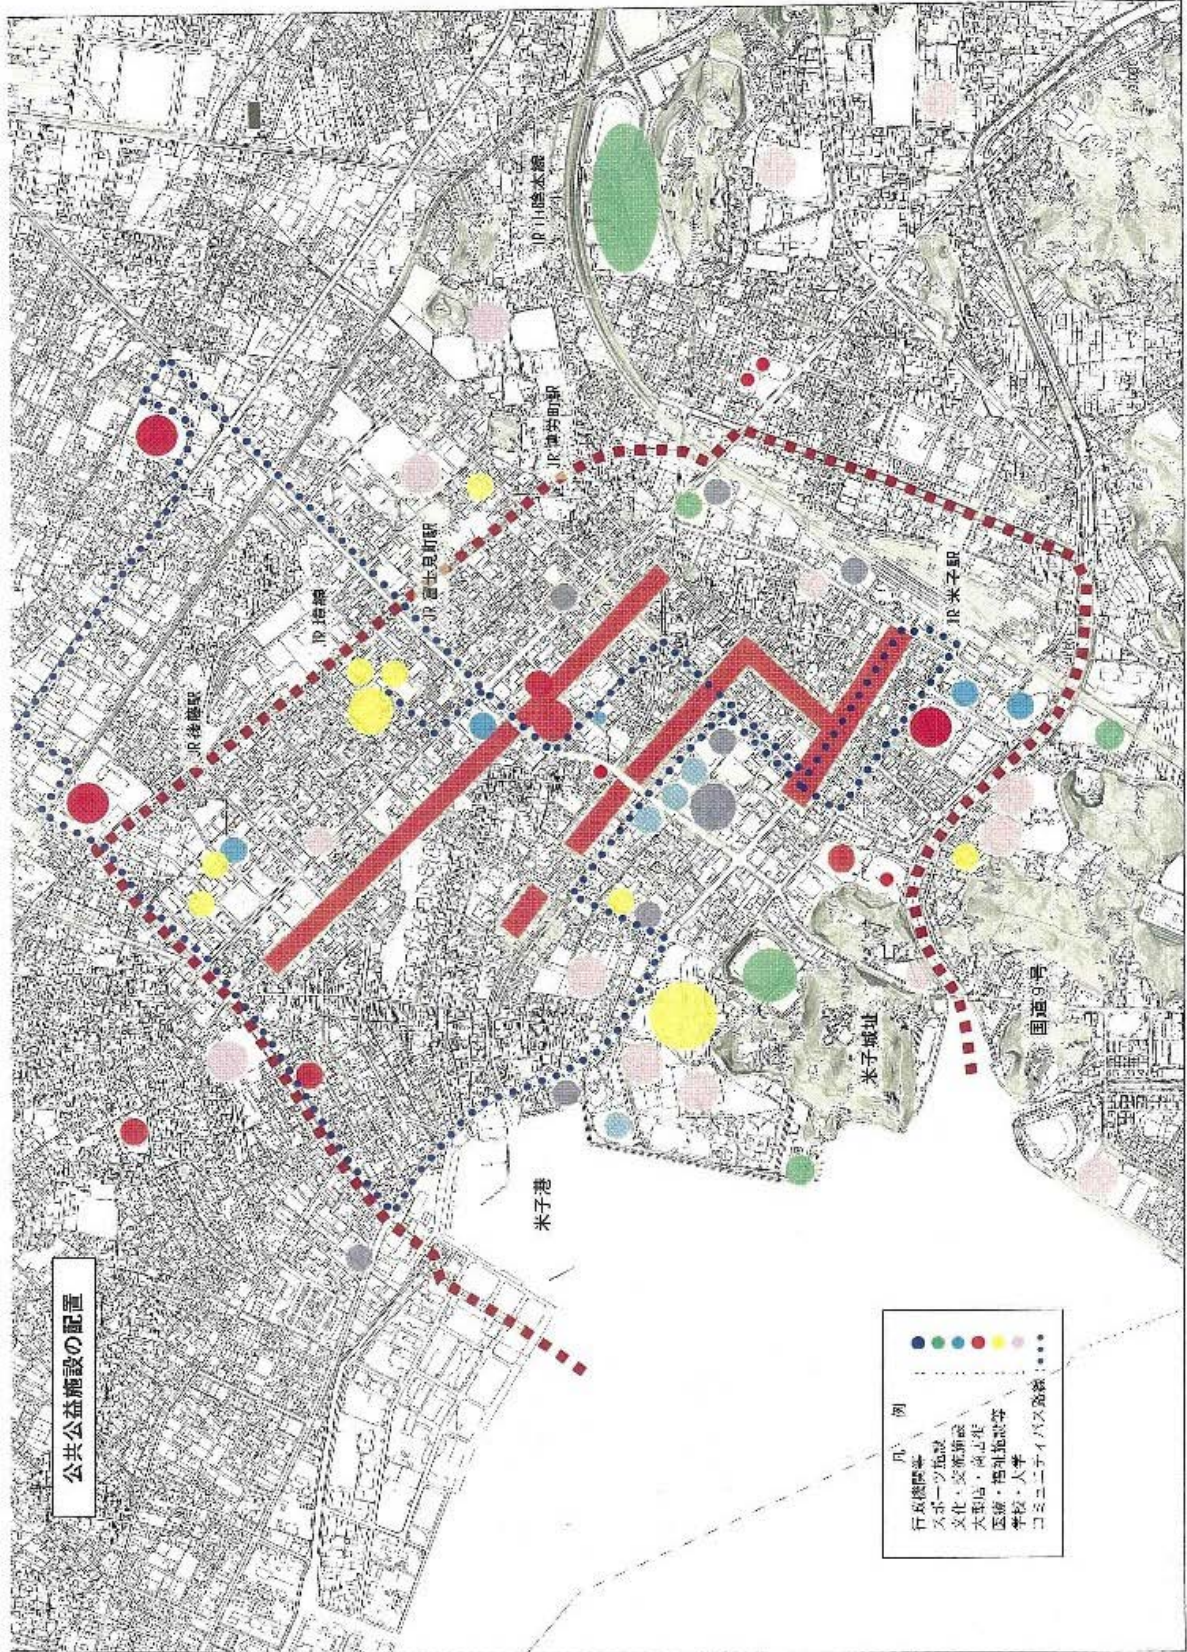 公共公益施設の配置
JR山陰本線
JR博労町駅
JR富士見町駅
JR境線
JR後藤駅
JR米子駅
米子城址
国道9号
米子港
凡 例
行政機関等
スポーツ施設
文化・交流施設
大型店・商店街
医療・福祉施設等
学校・大学
コミュニティバス路線